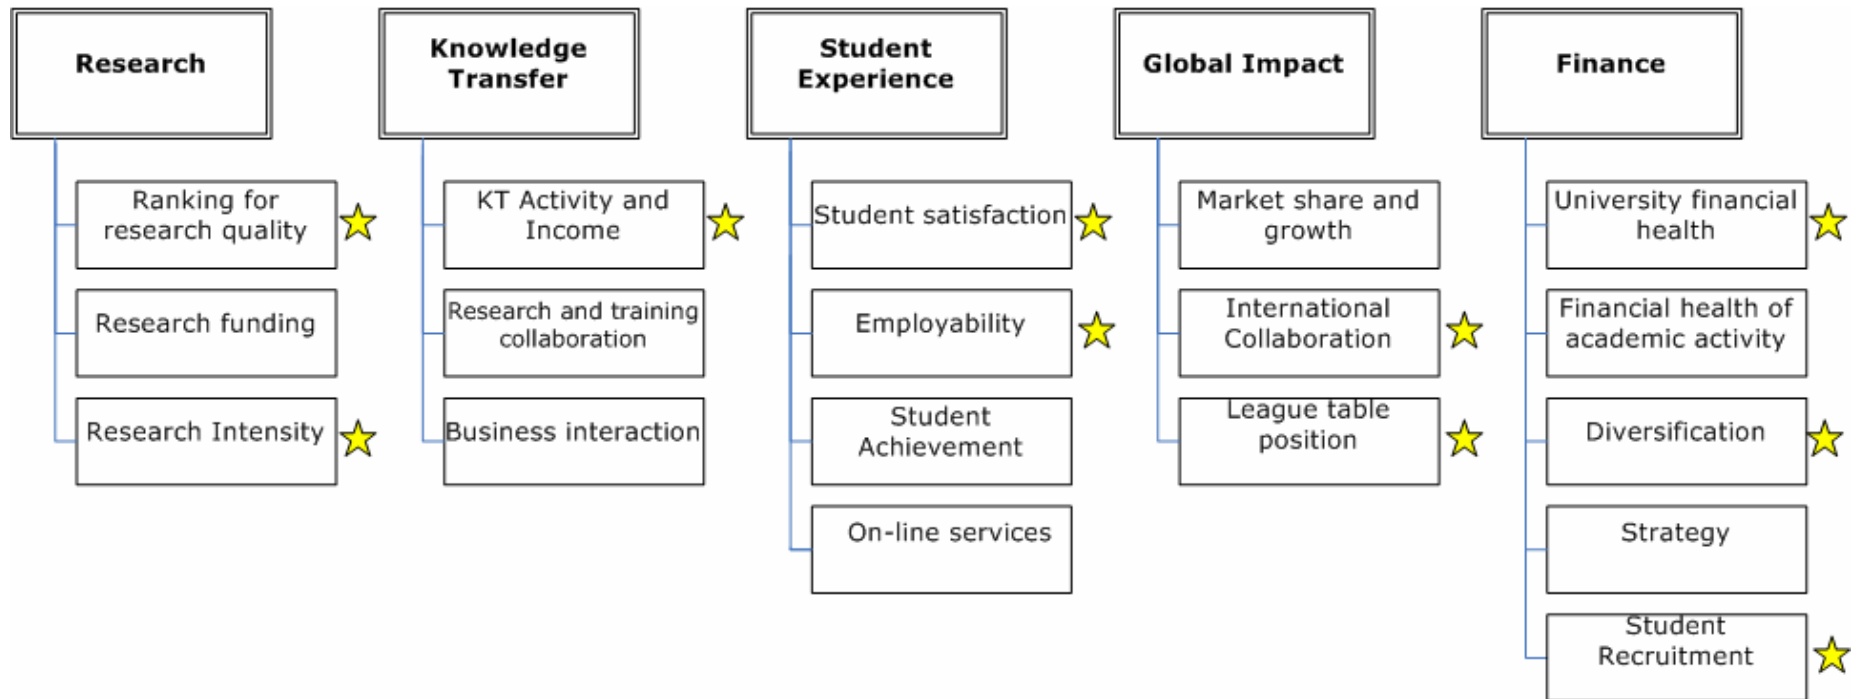 Research
Ranking for
research quality
Research funding
Research Intensity
Knowledge
Transfer
KT Activity and
Income
Research and training
collaboration
Business interaction
Student
Experience
Student satisfaction
Employability
Student
Achievement
On-line services
Global Impact
Market share and
growth
International
Collaboration
League table
position
Finance
University financial
health
Financial health of
academic activity
Diversification
Strategy
Student
Recruitment